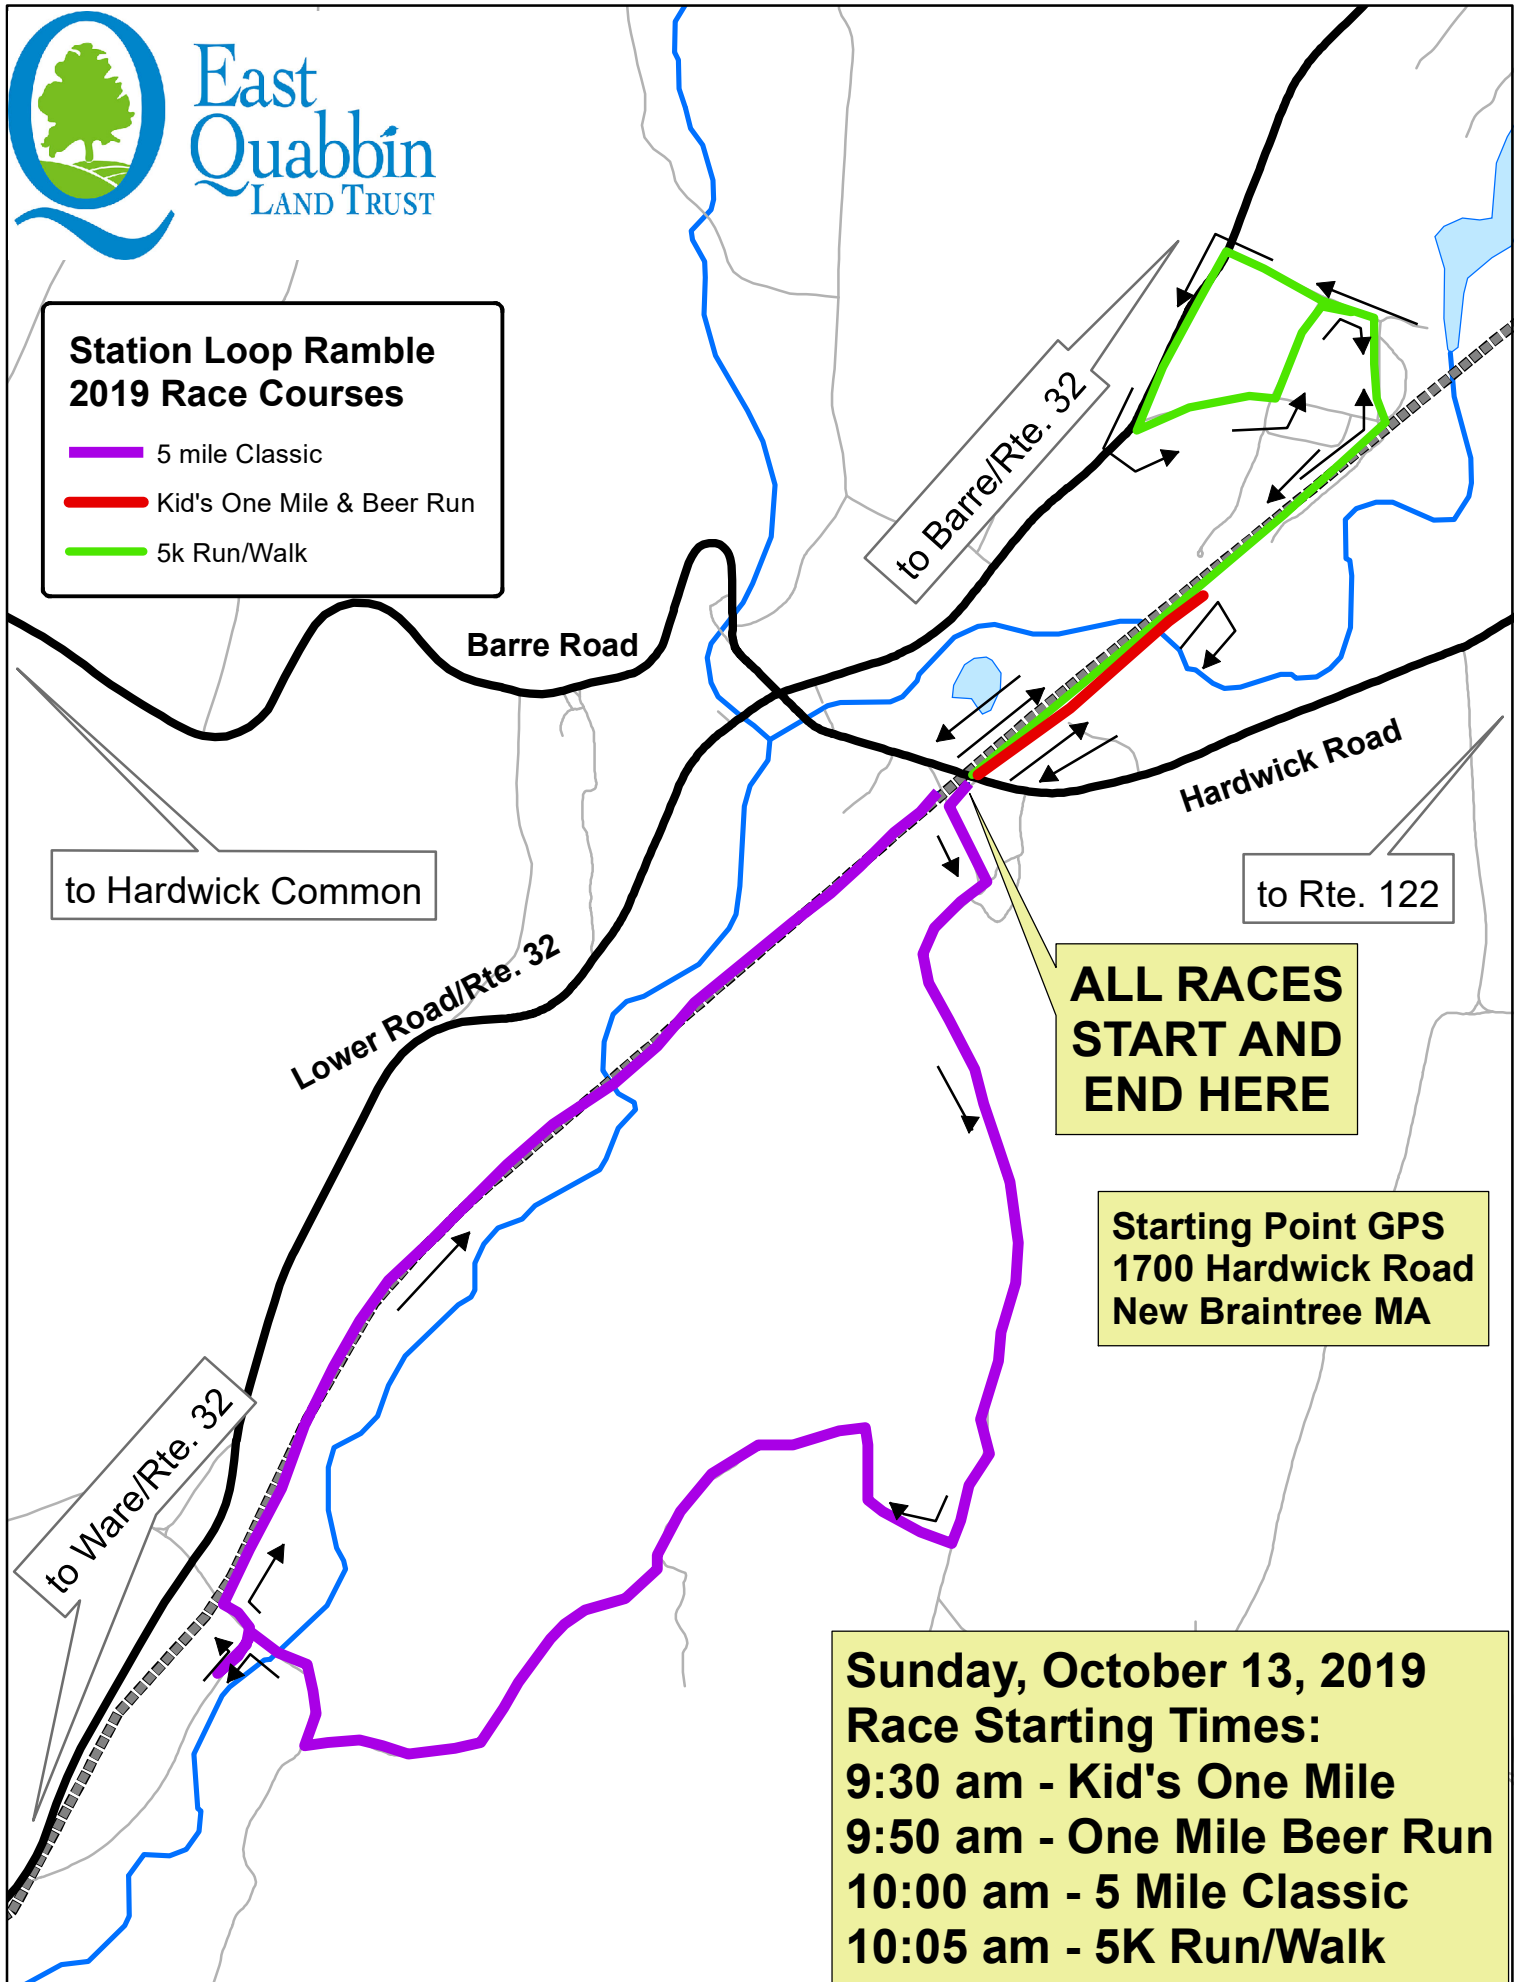 East
Quabbin
LAND TRUST
Station Loop Ramble
2019 Race Courses
5 mile Classic
Kid's One Mile & Beer Run
5k Run/Walk
to Barre/Rte. 32
Barre Road
Hardwick Road
to Hardwick Common
to Rte. 122
Lower Road/Rte. 32
ALL RACES
START AND
END HERE
Starting Point GPS
1700 Hardwick Road
New Braintree MA
to Ware/Rte. 32
Sunday, October 13, 2019
Race Starting Times:
9:30 am - Kid's One Mile
9:50 am - One Mile Beer Run
10:00 am - 5 Mile Classic
10:05 am - 5K Run/Walk